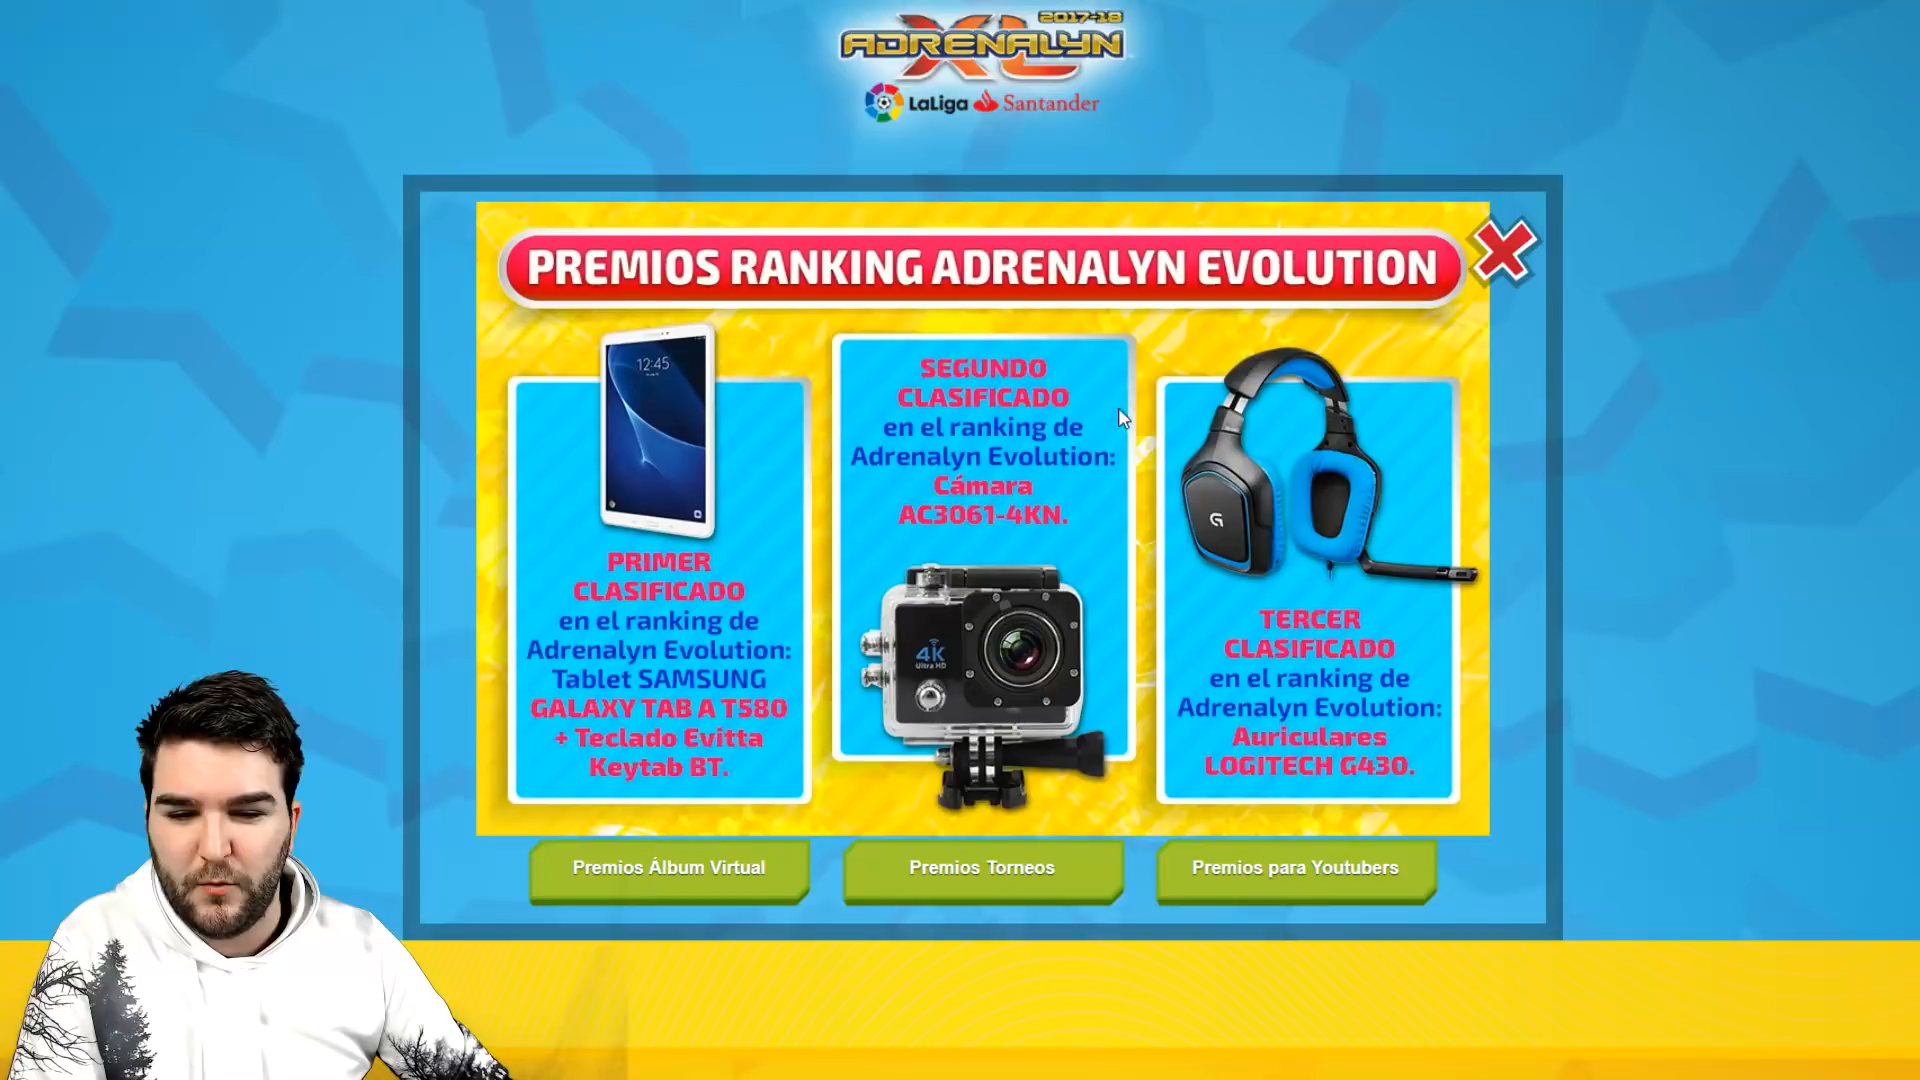 2017-18
ADRENALYN
XL
LaLiga Santander
PREMIOS RANKING ADRENALYN EVOLUTION
12:45
PRIMER
CLASIFICADO
en el ranking de
Adrenalyn Evolution:
Tablet SAMSUNG
GALAXY TAB A T580
+ Teclado Evitta
Keytab BT.
SEGUNDO
CLASIFICADO
en el ranking de
Adrenalyn Evolution:
Cámara
AC3061-4KN.
4K
Ultra HD
G
TERCER
CLASIFICADO
en el ranking de
Adrenalyn Evolution:
Auriculares
LOGITECH G430.
Premios Álbum Virtual
Premios Torneos
Premios para Youtubers